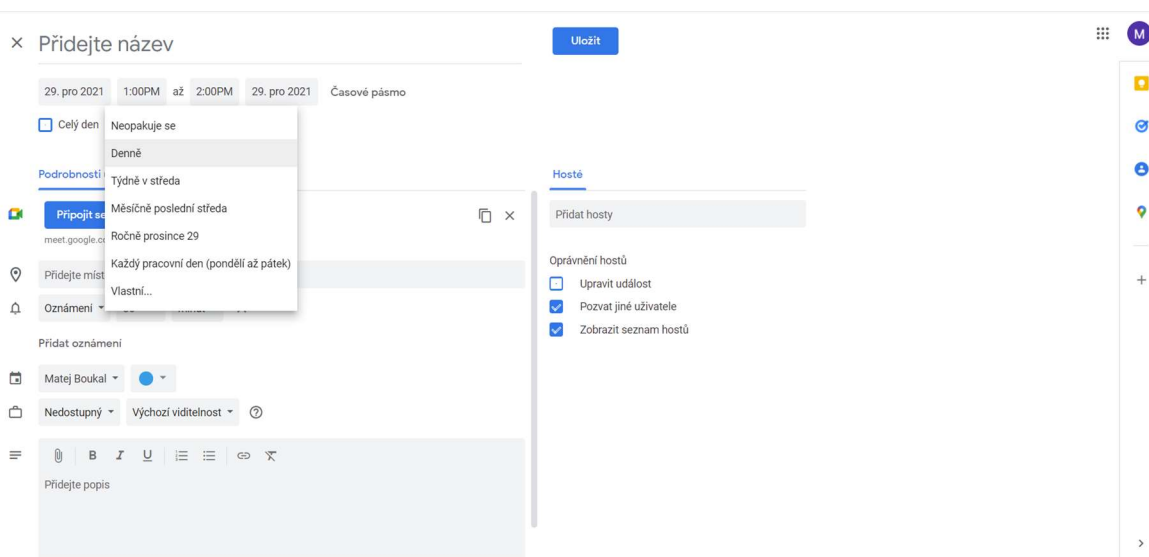 Přidejte název
Uložit
M
29. pro 2021 1:00PM až 2:00PM 29. pro 2021 Časové pásmo
Celý den
Neopakuje se
Denně
Týdně v středa
Měsíčně poslední středa
Ročně prosince 29
Každý pracovní den (pondělí až pátek)
Vlastní...
Podrobnosti
Hosté
Připojit se
meet.google.co
Přidat hosty
Oprávnění hostů
Upravit událost
Pozvat jiné uživatele
Zobrazit seznam hostů
Přidejte míst
Oznámení
Přidat oznámení
Matej Boukal
Nedostupný Výchozí viditelnost
B I U
Přidejte popis